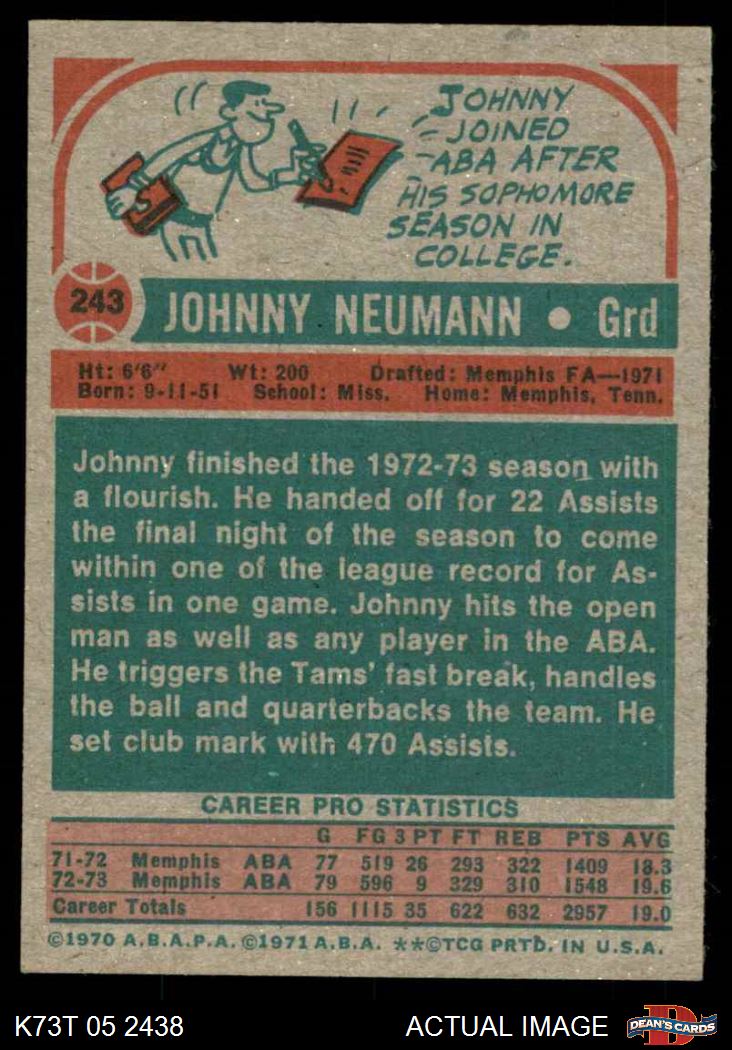 JOHNNY
JOINED
ABA AFTER
HIS SOPHOMORE
SEASON IN
COLLEGE.
243 JOHNNY NEUMANN • Grd
Ht: 6'6" Wt: 200 Drafted: Memphis FA—1971
Born: 9-11-51 School: Miss. Home: Memphis, Tenn.
Johnny finished the 1972-73 season with
a flourish. He handed off for 22 Assists
the final night of the season to come
within one of the league record for As-
sists in one game. Johnny hits the open
man as well as any player in the ABA.
He triggers the Tams' fast break, handles
the ball and quarterbacks the team. He
set club mark with 470 Assists.
CAREER PRO STATISTICS
G FG 3 PT FT REB PTS AVG
71-72 Memphis ABA 77 519 26 293 322 1409 18.3
72-73 Memphis ABA 79 596 9 329 310 1548 19.6
Career Totals 156 1115 35 622 632 2957 19.0
©1970 A.B.A.P.A. ©1971 A.B.A. **©TCG PRTD. IN U.S.A.
K73T 05 2438 ACTUAL IMAGE DEAN'S CARDS